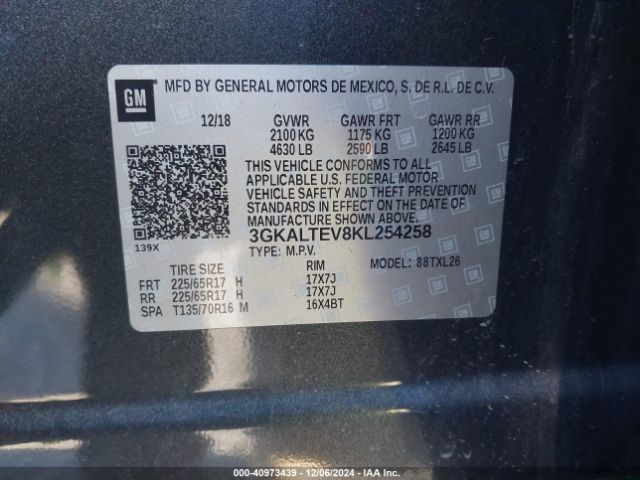 GM
MFD BY GENERAL MOTORS DE MEXICO, S. DE R.L. DE C.V.
12/18 GVWR GAWR FRT GAWR RR
2100 KG 1175 KG 1200 KG
4630 LB 2590 LB 2645 LB
THIS VEHICLE CONFORMS TO ALL
APPLICABLE U.S. FEDERAL MOTOR
VEHICLE SAFETY AND THEFT PREVENTION
STANDARDS IN EFFECT ON THE DATE OF
MANUFACTURE SHOWN ABOVE.
139X
3GKALTEV8KL254258
TYPE: M.P.V. MODEL: 88TXL26
TIRE SIZE RIM
FRT 225/65R17 H 17X7J
RR 225/65R17 H 17X7J
SPA T135/70R16 M 16X4BT
000-40973439 - 12/06/2024 - IAA Inc.